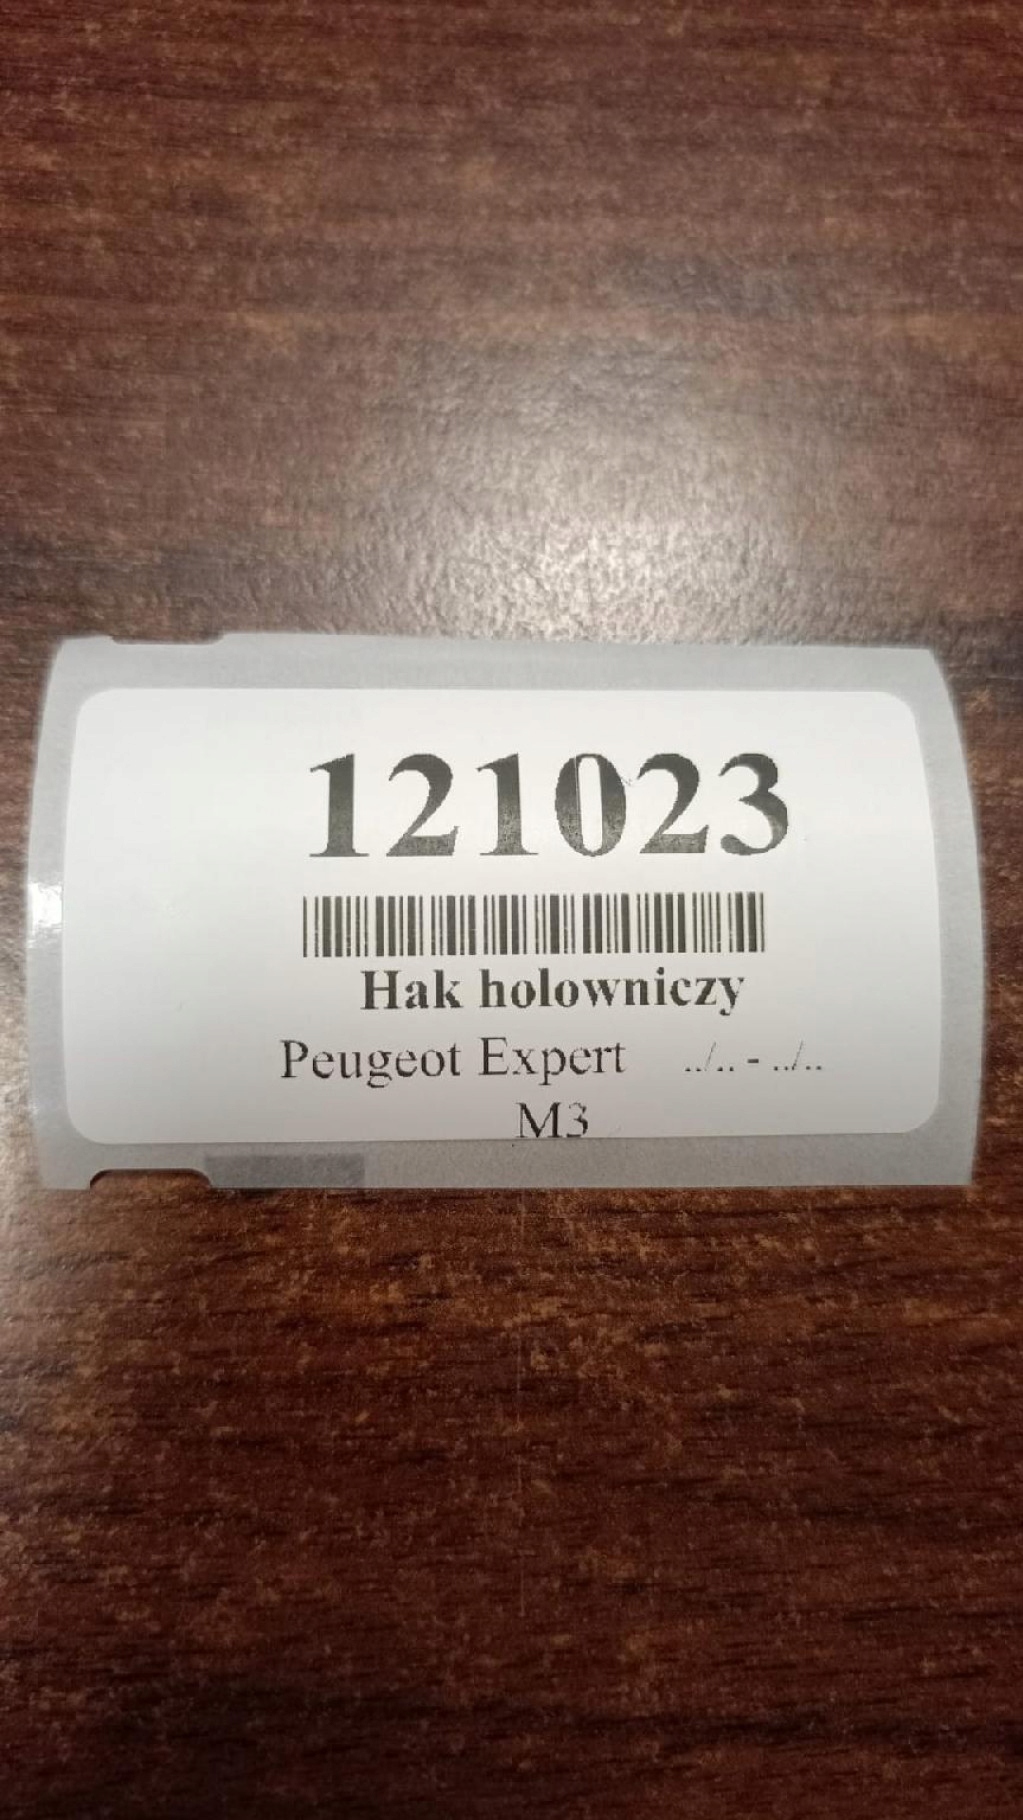 121023
Hak holowniczy
Peugeot Expert ../.. - ../..
M3